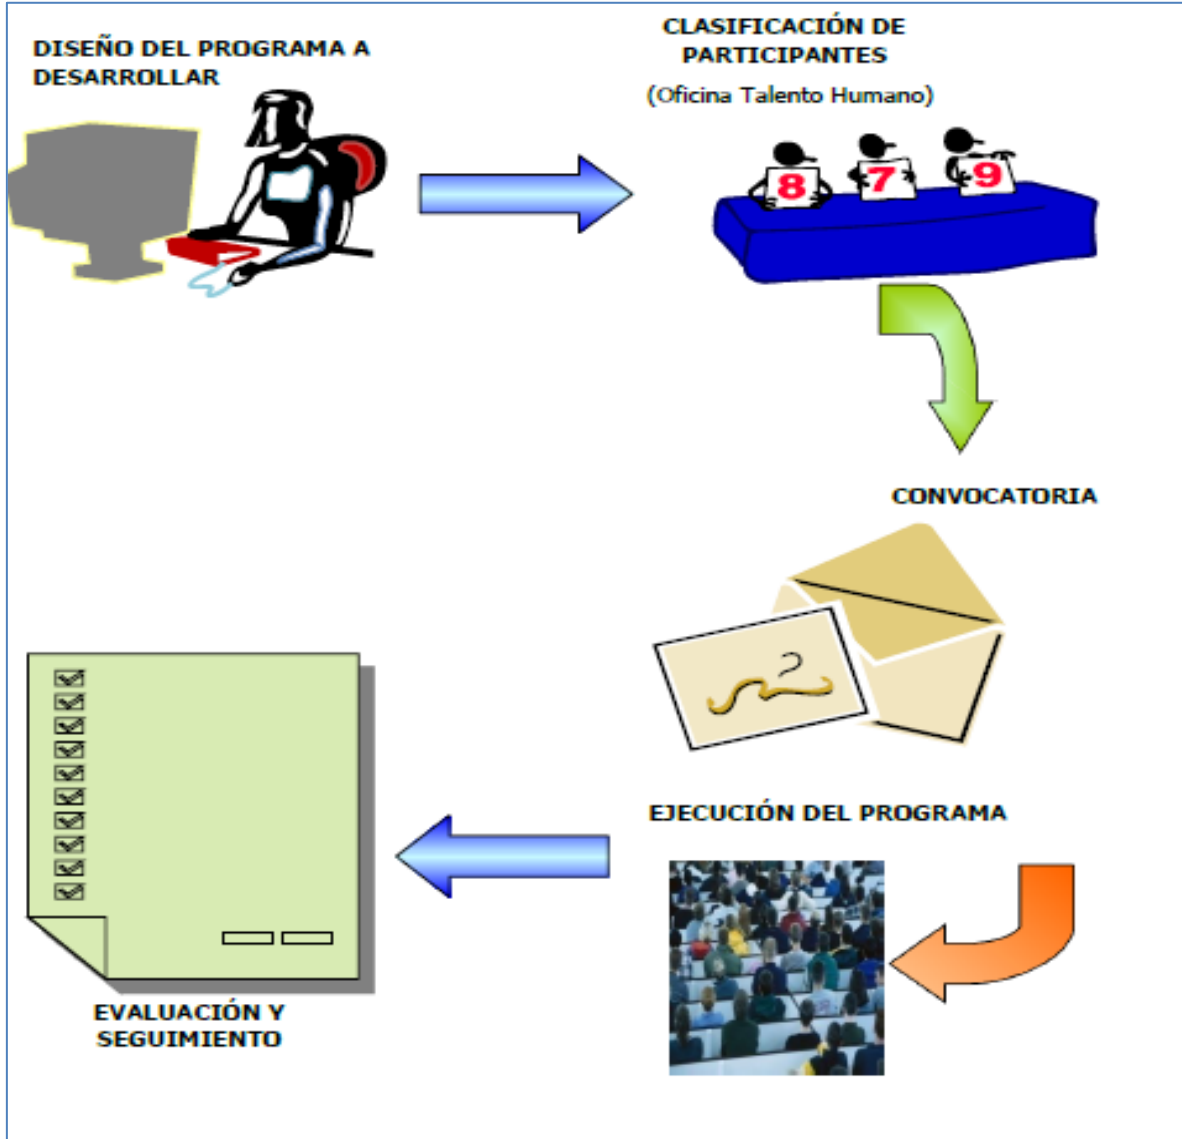 DISEÑO DEL PROGRAMA A
DESARROLLAR
CLASIFICACIÓN DE
PARTICIPANTES
(Oficina Talento Humano)
8 7 9
CONVOCATORIA
EJECUCIÓN DEL PROGRAMA
EVALUACIÓN Y
SEGUIMIENTO